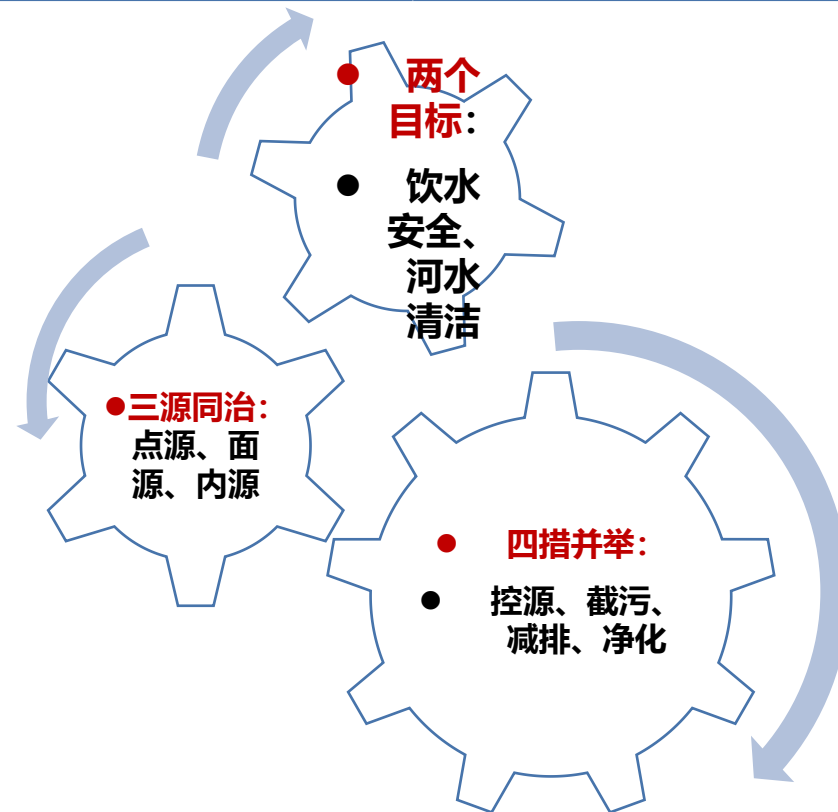 ● 两个
目标：
● 饮水
安全、
河水
清洁
●三源同治：
点源、面
源、内源
● 四措并举：
● 控源、截污、
减排、净化